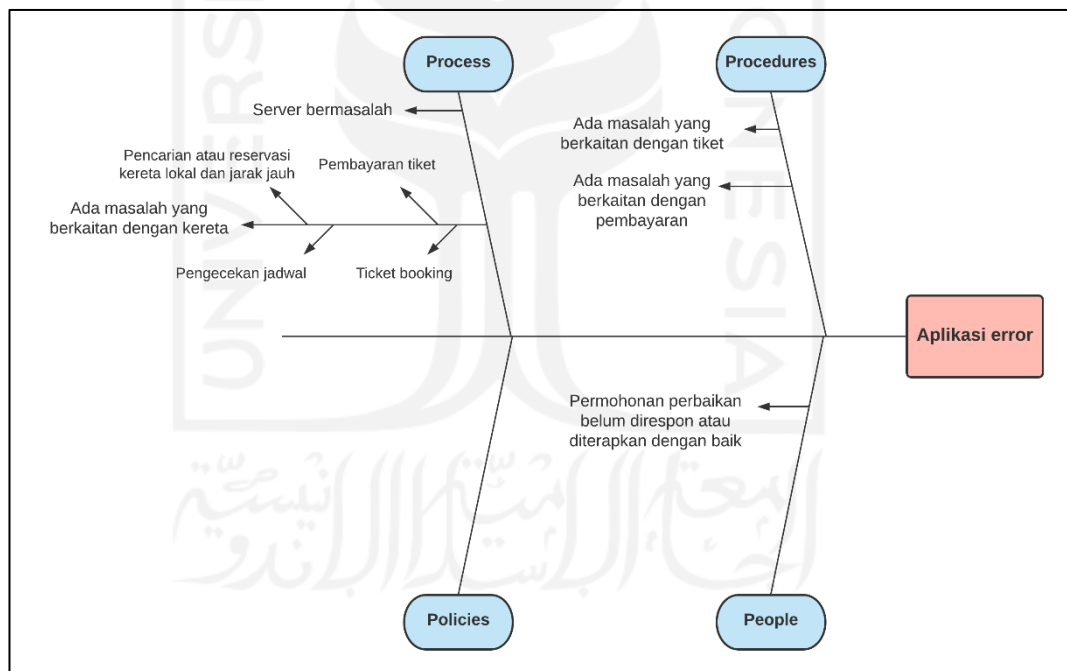 Process
Procedures
Server bermasalah
Ada masalah yang
berkaitan dengan tiket
Pencarian atau reservasi
kereta lokal dan jarak jauh
Pembayaran tiket
Ada masalah yang
berkaitan dengan
pembayaran
Ada masalah yang
berkaitan dengan kereta
Pengecekan jadwal
Ticket booking
Aplikasi error
Permohonan perbaikan
belum direspon atau
diterapkan dengan baik
Policies
People